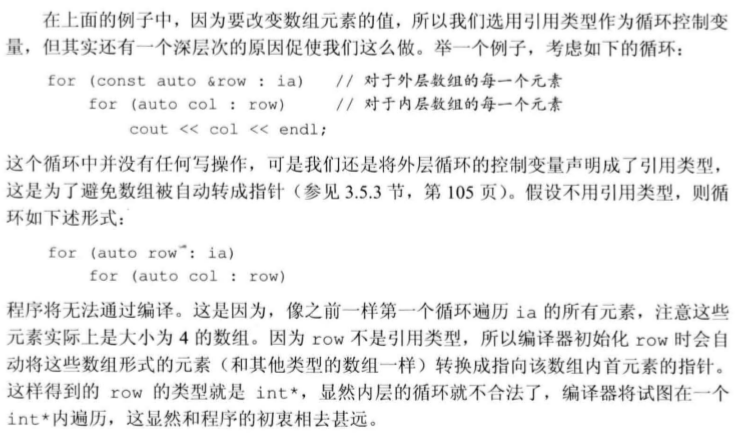 在上面的例子中，因为要改变数组元素的值，所以我们选用引用类型作为循环控制变
量，但其实还有一个深层次的原因促使我们这么做。举一个例子，考虑如下的循环：
for (const auto &row : ia) // 对于外层数组的每一个元素
for (auto col : row) // 对于内层数组的每一个元素
cout << col << endl;
这个循环中并没有任何写操作，可是我们还是将外层循环的控制变量声明成了引用类型，
这是为了避免数组被自动转成指针（参见 3.5.3 节，第 105 页）。假设不用引用类型，则循
环如下述形式：
for (auto row : ia)
for (auto col : row)
程序将无法通过编译。这是因为，像之前一样第一个循环遍历 ia 的所有元素，注意这些
元素实际上是大小为 4 的数组。因为 row 不是引用类型，所以编译器初始化 row 时会自
动将这些数组形式的元素（和其他类型的数组一样）转换成指向该数组内首元素的指针。
这样得到的 row 的类型就是 int*，显然内层的循环就不合法了，编译器将试图在一个
int*内遍历，这显然和程序的初衷相去甚远。